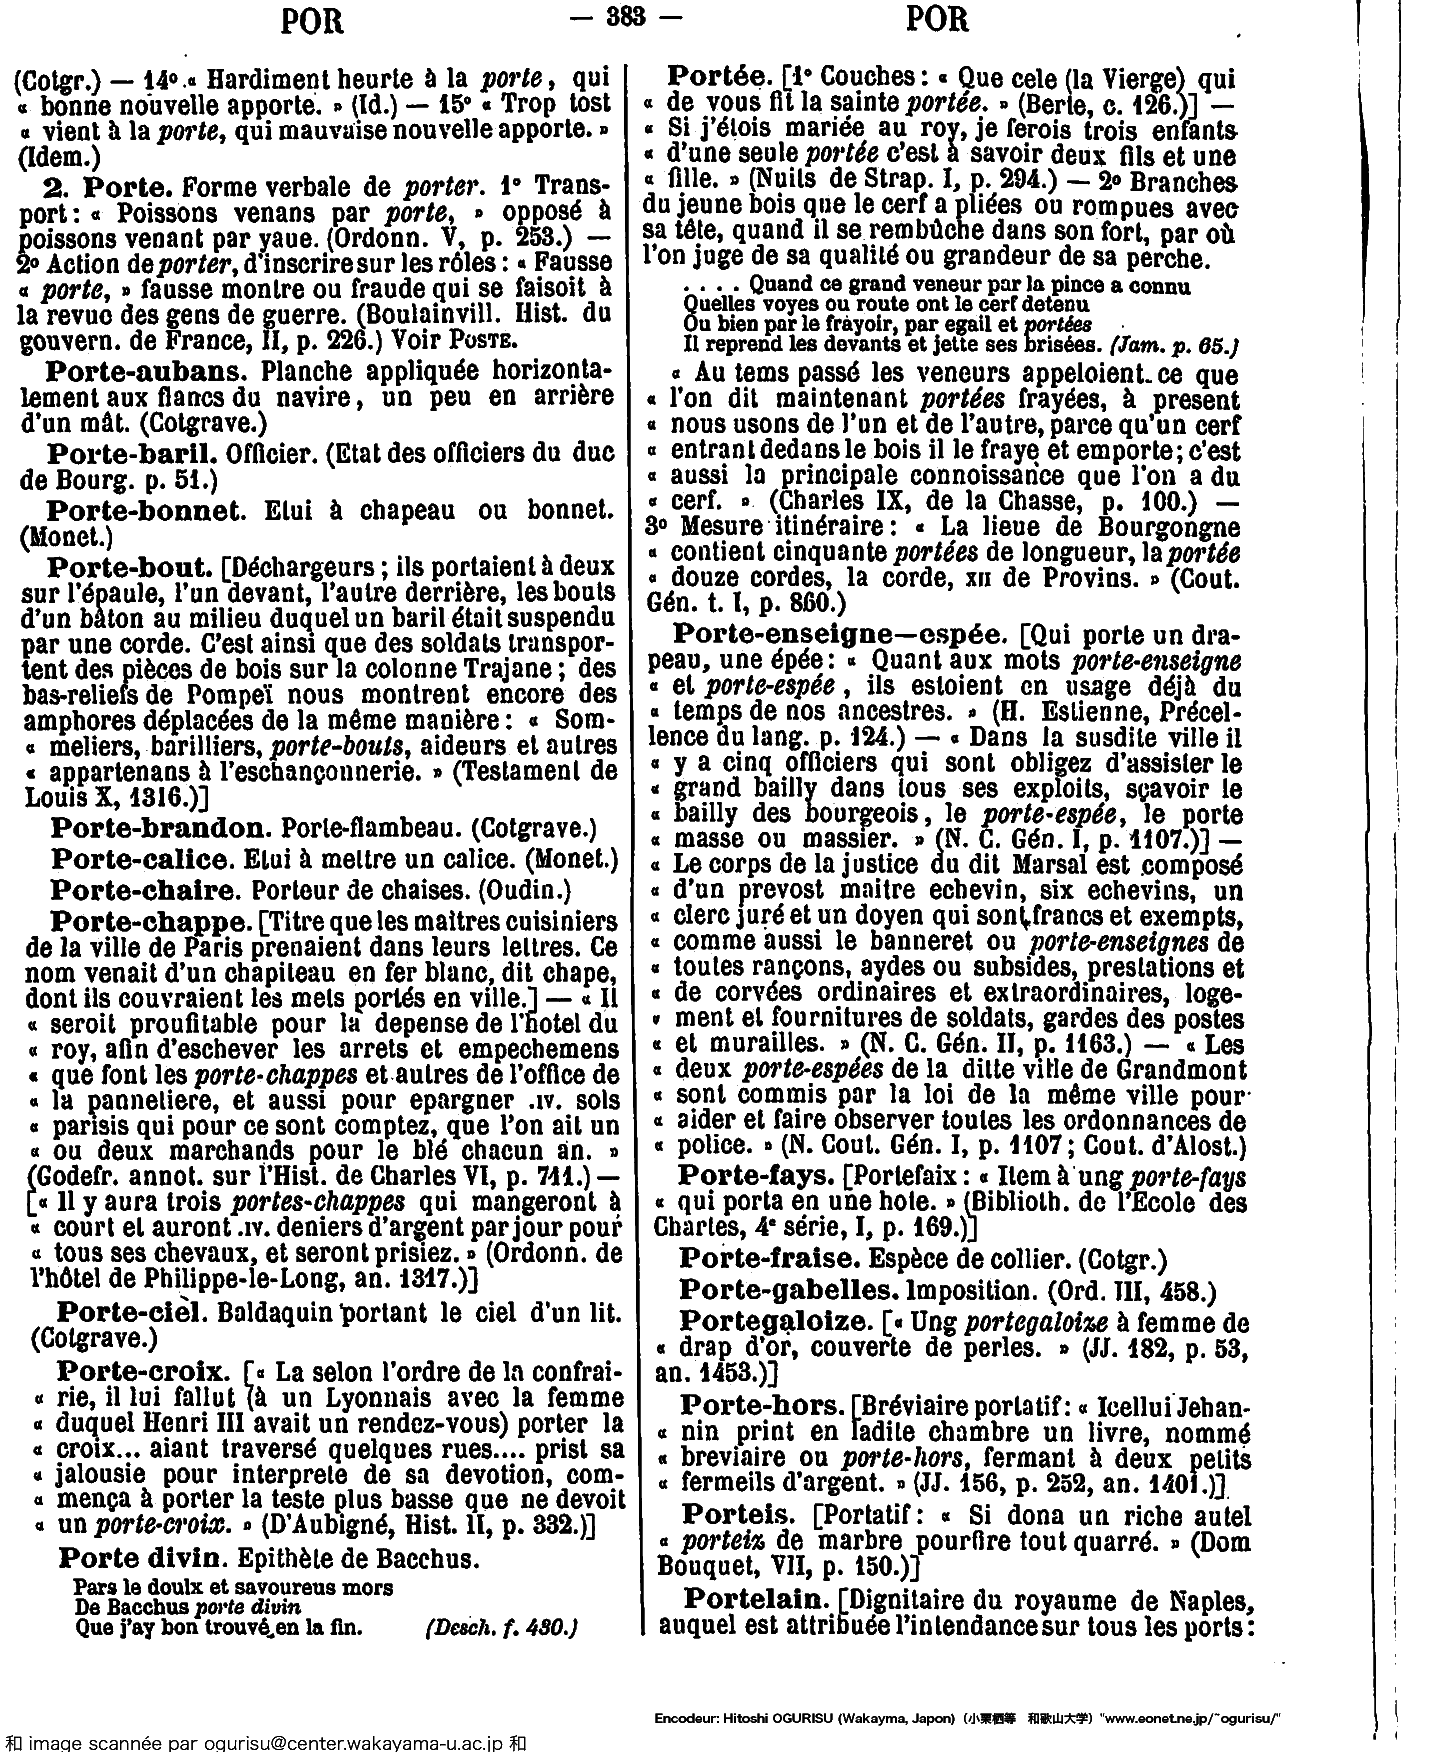 POR — 383 — POR
(Cotgr.) — 14º « Hardiment heurte à la porte, qui
« bonne nouvelle apporte. » (Id.) — 15º « Trop tost
« vient à la porte, qui mauvaise nouvelle apporte. »
(Idem.)
2. Porte. Forme verbale de porter. 1º Trans-
port : « Poissons venans par porte, » opposé à
poissons venant par yaue. (Ordonn. V, p. 253.) —
2º Action de porter, d'inscrire sur les rôles : « Fausse
« porte, » fausse montre ou fraude qui se faisoit à
la revue des gens de guerre. (Boulainvill. Hist. du
gouvern. de France, II, p. 226.) Voir POSTE.
Porte-aubans. Planche appliquée horizonta-
lement aux flancs du navire, un peu en arrière
d'un mât. (Cotgrave.)
Porte-baril. Officier. (Etat des officiers du duc
de Bourg. p. 51.)
Porte-bonnet. Etui à chapeau ou bonnet.
(Monet.)
Porte-bout. [Déchargeurs ; ils portaient à deux
sur l'épaule, l'un devant, l'autre derrière, les bouts
d'un bâton au milieu duquel un baril était suspendu
par une corde. C'est ainsi que des soldats transpor-
tent des pièces de bois sur la colonne Trajane ; des
bas-reliefs de Pompeï nous montrent encore des
amphores déplacées de la même manière : « Som-
« meliers, barilliers, porte-bouts, aideurs et autres
« appartenans à l'eschançonnerie. » (Testament de
Louis X, 1316.)]
Porte-brandon. Porte-flambeau. (Cotgrave.)
Porte-calice. Etui à mettre un calice. (Monet.)
Porte-chaire. Porteur de chaises. (Oudin.)
Porte-chappe. [Titre que les maîtres cuisiniers
de la ville de Paris prenaient dans leurs lettres. Ce
nom venait d'un chapiteau en fer blanc, dit chape,
dont ils couvraient les mets portés en ville.] — « Il
« seroit proufitable pour la depense de l'hotel du
« roy, afin d'eschever les arrets et empechemens
« que font les porte-chappes et autres de l'office de
« la panneliere, et aussi pour epargner .IV. sols
« parisis qui pour ce sont comptez, que l'on ait un
« ou deux marchands pour le blé chacun an. »
(Godefr. annot. sur l'Hist. de Charles VI, p. 711.) —
[« Il y aura trois portes-chappes qui mangeront à
« court et auront .IV. deniers d'argent par jour pour
« tous ses chevaux, et seront prisiez. » (Ordonn. de
l'hôtel de Philippe-le-Long, an. 1317.)]
Porte-ciel. Baldaquin portant le ciel d'un lit.
(Cotgrave.)
Porte-croix. [« La selon l'ordre de la confrai-
« rie, il lui fallut (à un Lyonnais avec la femme
« duquel Henri III avait un rendez-vous) porter la
« croix... aiant traversé quelques rues.... prist sa
« jalousie pour interprete de sa devotion, com-
« mença à porter la teste plus basse que ne devoit
« un porte-croix. » (D'Aubigné, Hist. II, p. 332.)]
Porte divin. Epithète de Bacchus.
Pars le doulx et savoureus mors
De Bacchus porte divin
Que j'ay bon trouvé en la fin. (Desch. f. 430.)
Portée. [1º Couches : « Que cele (la Vierge) qui
« de vous fit la sainte portée. » (Berte, c. 126.)] —
« Si j'étois mariée au roy, je ferois trois enfants
« d'une seule portée c'est à savoir deux fils et une
« fille. » (Nuits de Strap. I, p. 294.) — 2º Branches
du jeune bois que le cerf a pliées ou rompues avec
sa tête, quand il se rembûche dans son fort, par où
l'on juge de sa qualité ou grandeur de sa perche.
. . . . Quand ce grand veneur par la pince a connu
Quelles voyes ou route ont le cerf detenu
Ou bien par le frayoir, par egail et portées
Il reprend les devants et jette ses brisées. (Jam. p. 65.)
« Au tems passé les veneurs appeloient ce que
« l'on dit maintenant portées frayées, à present
« nous usons de l'un et de l'autre, parce qu'un cerf
« entrant dedans le bois il le fraye et emporte ; c'est
« aussi la principale connoissance que l'on a du
« cerf. » (Charles IX, de la Chasse, p. 100.) —
3º Mesure itinéraire : « La lieue de Bourgongne
« contient cinquante portées de longueur, la portée
« douze cordes, la corde, XII de Provins. » (Cout.
Gén. t. I, p. 860.)
Porte-enseigne—espée. [Qui porte un dra-
peau, une épée : « Quant aux mots porte-enseigne
« et porte-espée, ils estoient en usage déjà du
« temps de nos ancestres. » (H. Estienne, Précel-
lence du lang. p. 124.) — « Dans la susdite ville il
« y a cinq officiers qui sont obligez d'assister le
« grand bailly dans tous ses exploits, sçavoir le
« bailly des bourgeois, le porte-espée, le porte
« masse ou massier. » (N. C. Gén. I, p. 1107.)] —
« Le corps de la justice du dit Marsal est composé
« d'un prevost maitre echevin, six echevins, un
« clerc juré et un doyen qui sont francs et exempts,
« comme aussi le banneret ou porte-enseignes de
« toutes rançons, aydes ou subsides, prestations et
« de corvées ordinaires et extraordinaires, loge-
« ment et fournitures de soldats, gardes des postes
« et murailles. » (N. C. Gén. II, p. 1163.) — « Les
« deux porte-espées de la ditte ville de Grandmont
« sont commis par la loi de la même ville pour
« aider et faire observer toutes les ordonnances de
« police. » (N. Cout. Gén. I, p. 1107 ; Cout. d'Alost.)
Porte-fays. [Portefaix : « Item à ung porte-fays
« qui porta en une hote. » (Biblioth. de l'Ecole des
Chartes, 4e série, I, p. 169.)]
Porte-fraise. Espèce de collier. (Cotgr.)
Porte-gabelles. Imposition. (Ord. III, 458.)
Portegaloize. [« Ung portegaloize à femme de
« drap d'or, couverte de perles. » (JJ. 182, p. 53,
an. 1453.)]
Porte-hors. [Bréviaire portatif : « Icellui Jehan-
« nin print en ladite chambre un livre, nommé
« breviaire ou porte-hors, fermant à deux petits
« fermeils d'argent. » (JJ. 156, p. 252, an. 1401.)]
Porteis. [Portatif : « Si dona un riche autel
« porteiz de marbre pourfire tout quarré. » (Dom
Bouquet, VII, p. 150.)]
Portelain. [Dignitaire du royaume de Naples,
auquel est attribuée l'intendance sur tous les ports :
Encodeur: Hitoshi OGURISU (Wakayma, Japon) (小栗栖等 和歌山大学) "www.eonet.ne.jp/~ogurisu/"
和 image scannée par ogurisu@center.wakayama-u.ac.jp 和